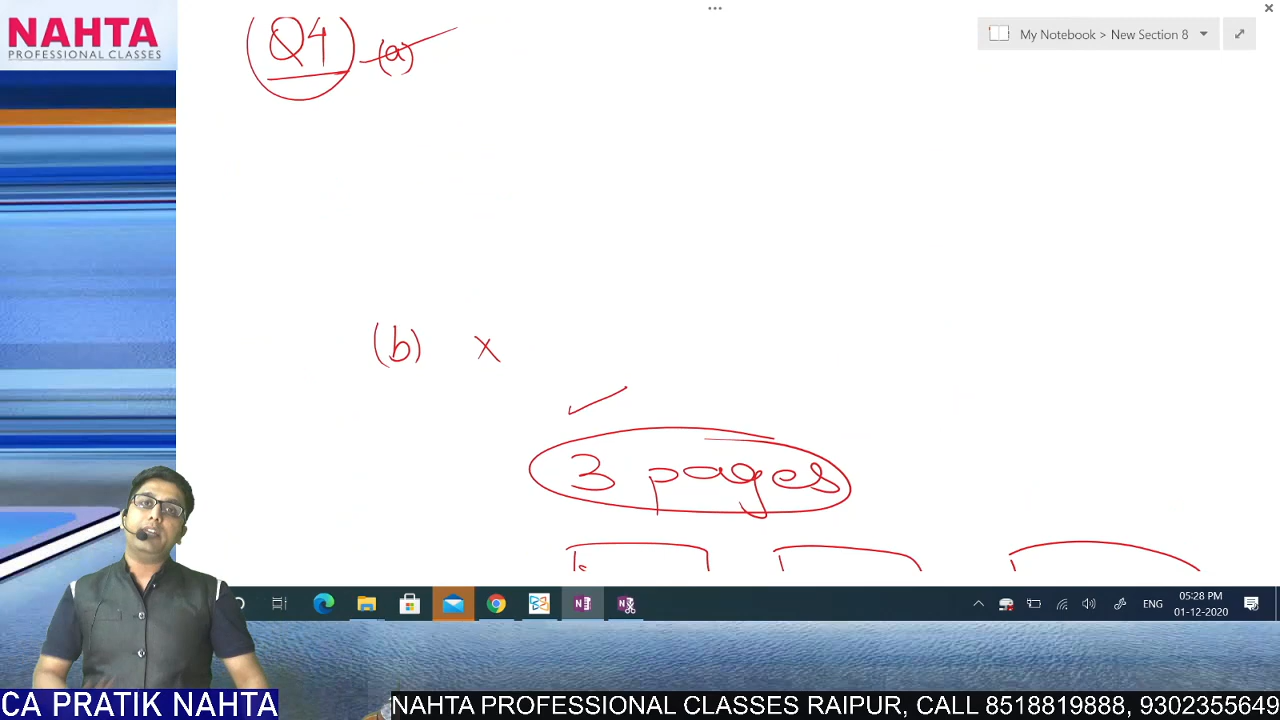 NAHTA
PROFESSIONAL CLASSES
My Notebook > New Section 8
Q4 (a)
(b) x
3 pages
ENG
05:28 PM
01-12-2020
CA PRATIK NAHTA
NAHTA PROFESSIONAL CLASSES RAIPUR, CALL 8518819888, 9302355649